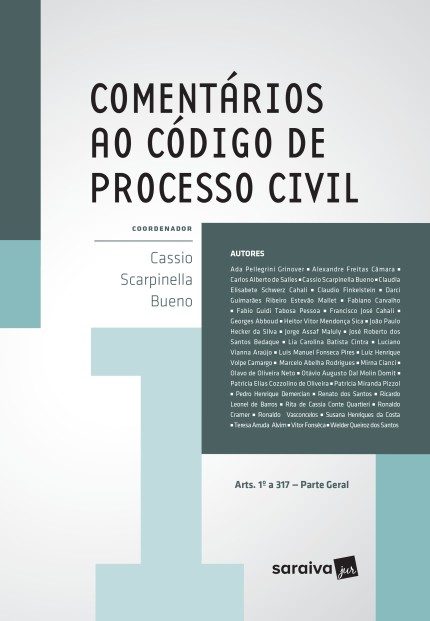 COMENTÁRIOS
AO CÓDIGO DE
PROCESSO CIVIL
COORDENADOR
Cassio
Scarpinella
Bueno
AUTORES
Ada Pellegrini Grinover ▪ Alexandre Freitas Câmara ▪
Carlos Alberto de Salles ▪ Cassio Scarpinella Bueno ▪ Claudia
Elisabete Schwerz Cahali ▪ Claudio Finkelstein ▪ Darci
Guimarães Ribeiro Estevão Mallet ▪ Fabiano Carvalho
▪ Fabio Guidi Tabosa Pessoa ▪ Francisco José Cahali ▪
Georges Abboud ▪ Heitor Vitor Mendonça Sica ▪ João Paulo
Hecker da Silva ▪ Jorge Assaf Maluly ▪ José Roberto dos
Santos Bedaque ▪ Lia Carolina Batista Cintra ▪ Luciano
Vianna Araújo ▪ Luis Manuel Fonseca Pires ▪ Luiz Henrique
Volpe Camargo ▪ Marcelo Abelha Rodrigues ▪ Mirna Cianci ▪
Olavo de Oliveira Neto ▪ Otávio Augusto Dal Molin Domit ▪
Patrícia Elias Cozzolino de Oliveira ▪ Patrícia Miranda Pizzol
▪ Pedro Henrique Demercian ▪ Renato dos Santos ▪ Ricardo
Leonel de Barros ▪ Rita de Cassia Conte Quartieri ▪ Ronaldo
Cramer ▪ Ronaldo Vasconcelos ▪ Susana Henriques da Costa
▪ Teresa Arruda Alvim ▪ Vitor Fonsêca ▪ Welder Queiroz dos Santos
Arts. 1º a 317 – Parte Geral
1
saraiva jur